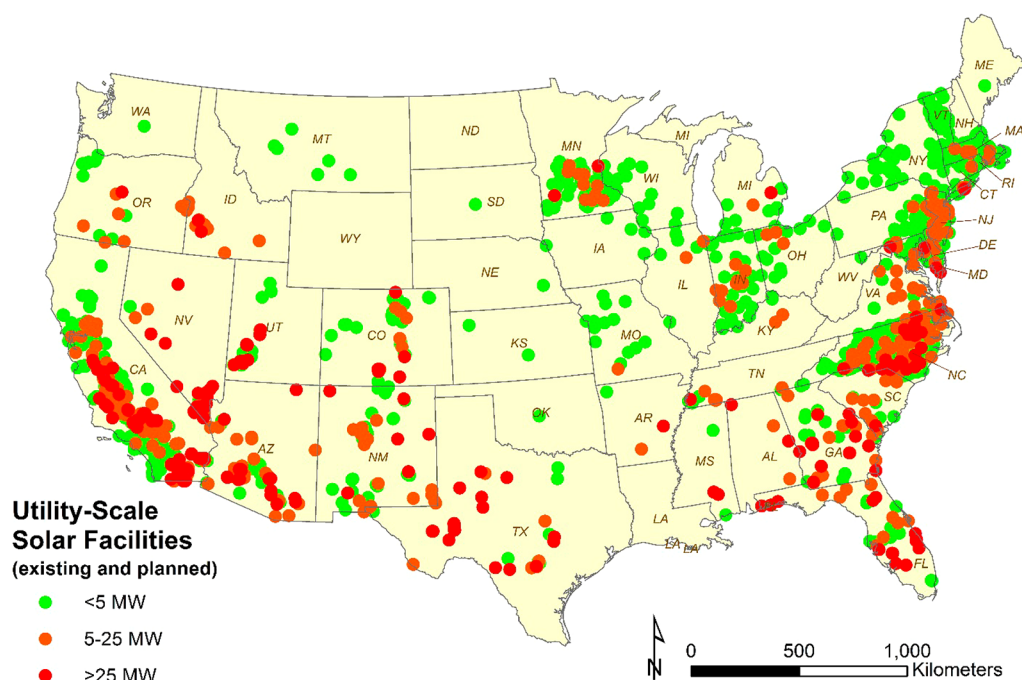 ME
WA
VT
NH
MT
ND
MA
MN
MI
NY
WI
RI
OR
ID
MI
CT
SD
PA
NJ
WY
IA
OH
DE
NE
IL
IN
WV
MD
NV
UT
VA
CO
KS
MO
KY
CA
NC
TN
OK
SC
AR
AZ
NM
MS
AL
GA
LA
TX
LA
LA
FL
Utility-Scale
Solar Facilities
(existing and planned)
<5 MW
5-25 MW
>25 MW
N
0 500 1,000
Kilometers